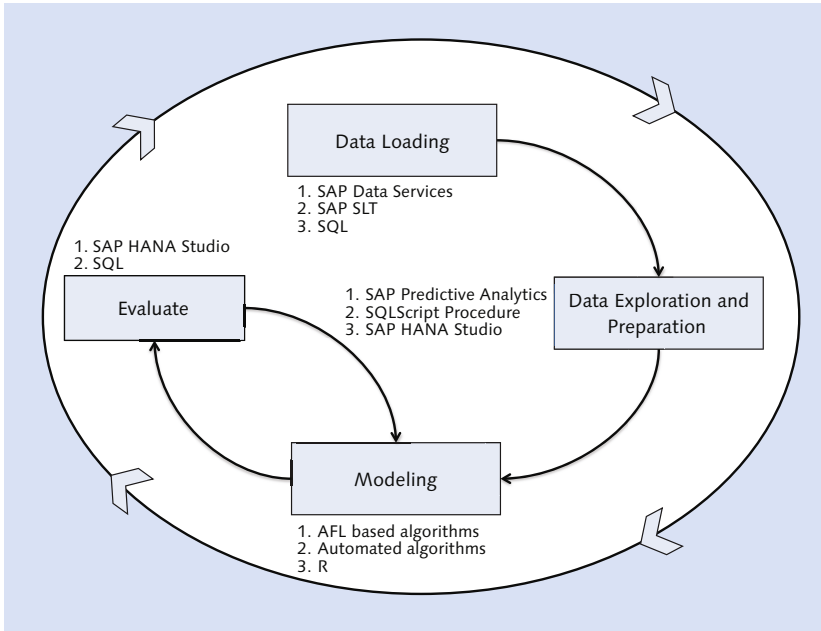 Data Loading
1. SAP Data Services
2. SAP SLT
3. SQL
1. SAP HANA Studio
2. SQL
Evaluate
1. SAP Predictive Analytics
2. SQLScript Procedure
3. SAP HANA Studio
Data Exploration and
Preparation
Modeling
1. AFL based algorithms
2. Automated algorithms
3. R